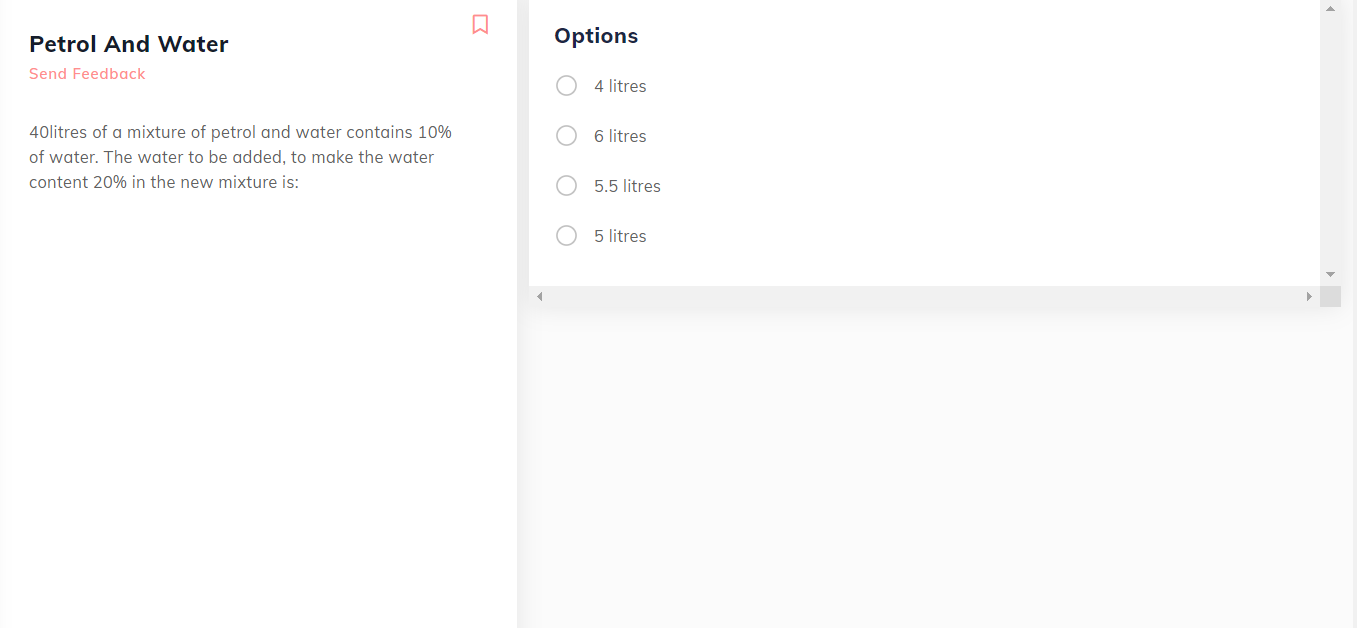 Petrol And Water
Send Feedback
40litres of a mixture of petrol and water contains 10%
of water. The water to be added, to make the water
content 20% in the new mixture is:
Options
4 litres
6 litres
5.5 litres
5 litres